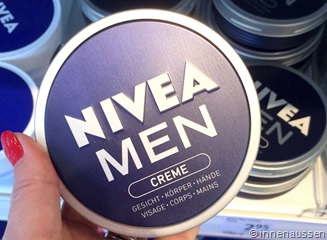 NIVEA
MEN
CREME
GESICHT · KÖRPER · HÄNDE
VISAGE · CORPS · MAINS
© innenaussen